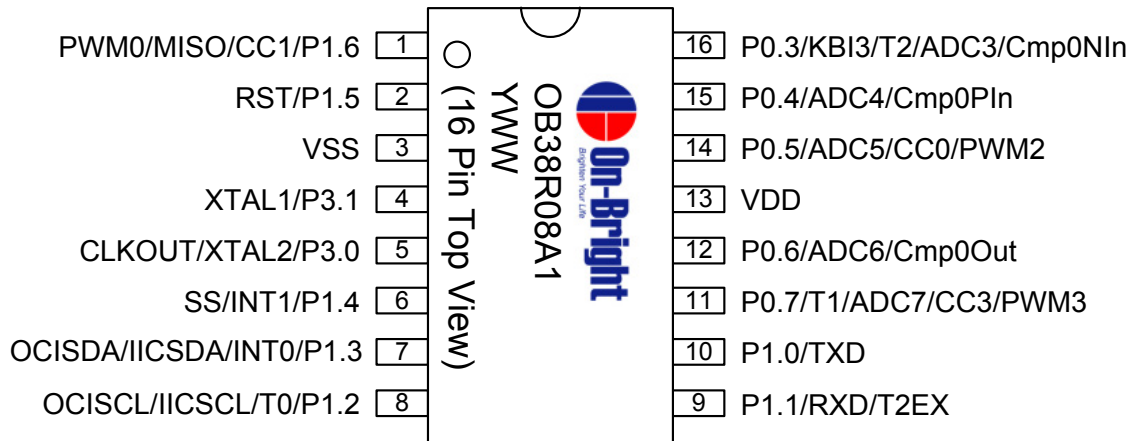 PWM0/MISO/CC1/P1.6 1
RST/P1.5 2
VSS 3
XTAL1/P3.1 4
CLKOUT/XTAL2/P3.0 5
SS/INT1/P1.4 6
OCISDA/IICSDA/INT0/P1.3 7
OCISCL/IICSCL/T0/P1.2 8
On-Bright
Brighten Your Life
OB38R08A1
YWW
(16 Pin Top View)
16 P0.3/KBI3/T2/ADC3/Cmp0NIn
15 P0.4/ADC4/Cmp0PIn
14 P0.5/ADC5/CC0/PWM2
13 VDD
12 P0.6/ADC6/Cmp0Out
11 P0.7/T1/ADC7/CC3/PWM3
10 P1.0/TXD
9 P1.1/RXD/T2EX